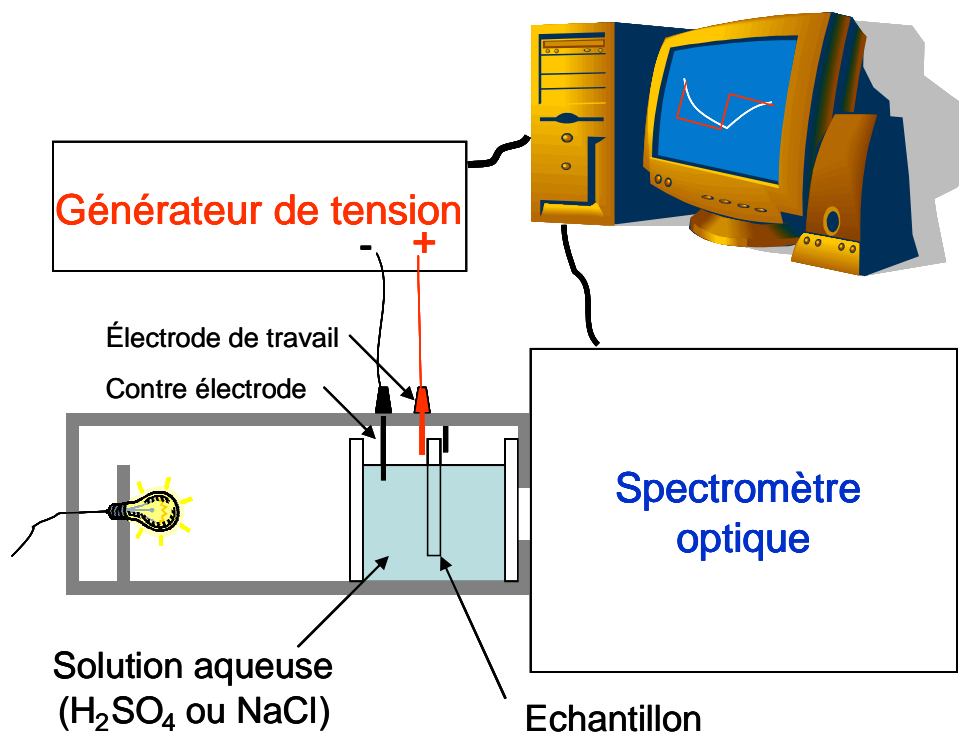 Générateur de tension
- +
Électrode de travail
Contre électrode
Spectromètre
optique
Solution aqueuse
(H₂SO₄ ou NaCl)
Echantillon